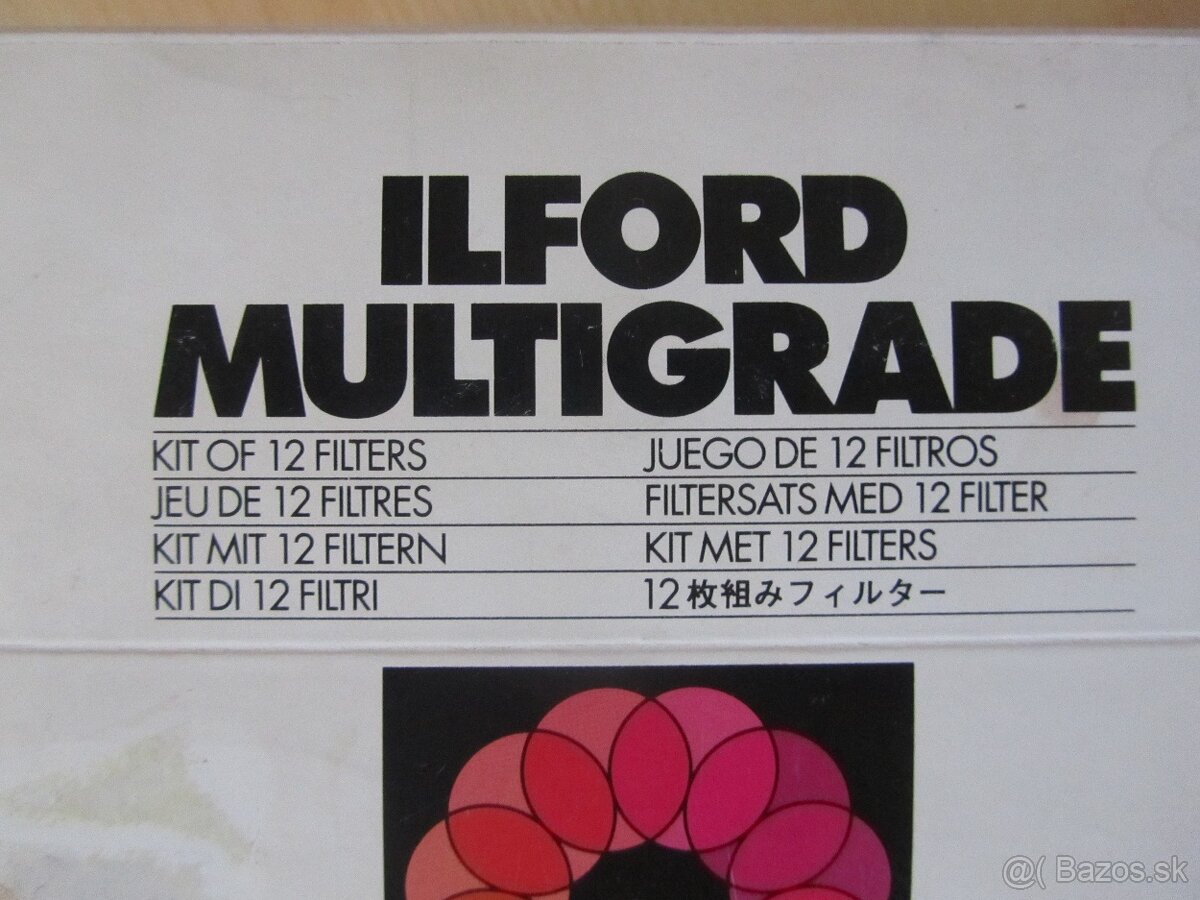 ILFORD
MULTIGRADE
KIT OF 12 FILTERS
JEU DE 12 FILTRES
KIT MIT 12 FILTERN
KIT DI 12 FILTRI
JUEGO DE 12 FILTROS
FILTERSATS MED 12 FILTER
KIT MET 12 FILTERS
12枚組みフィルター
@( Bazos.sk